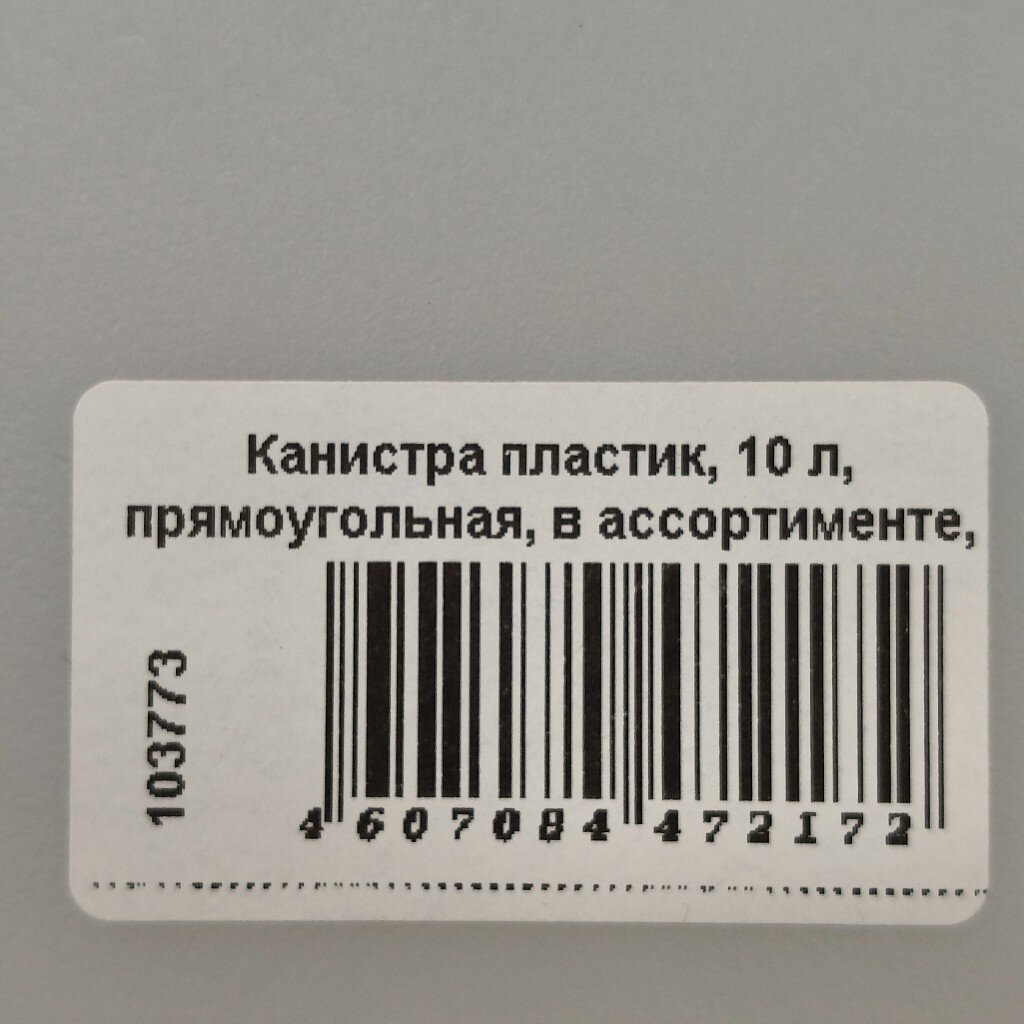 Канистра пластик, 10 л,
прямоугольная, в ассортименте,
103773
4 607084 472172